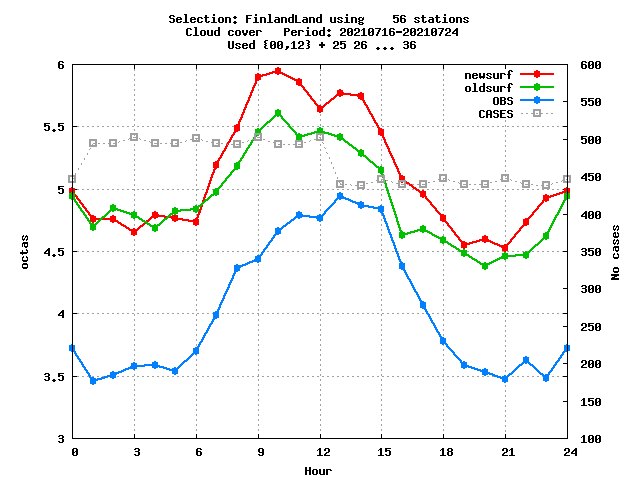 Selection: FinlandLand using    56 stations
Cloud cover   Period: 20210716-20210724
Used {00,12} + 25 26 ... 36
newsurf
oldsurf
OBS
CASES
6
5.5
5
4.5
4
3.5
3
600
550
500
450
400
350
300
250
200
150
100
octas
No cases
0 3 6 9 12 15 18 21 24
Hour